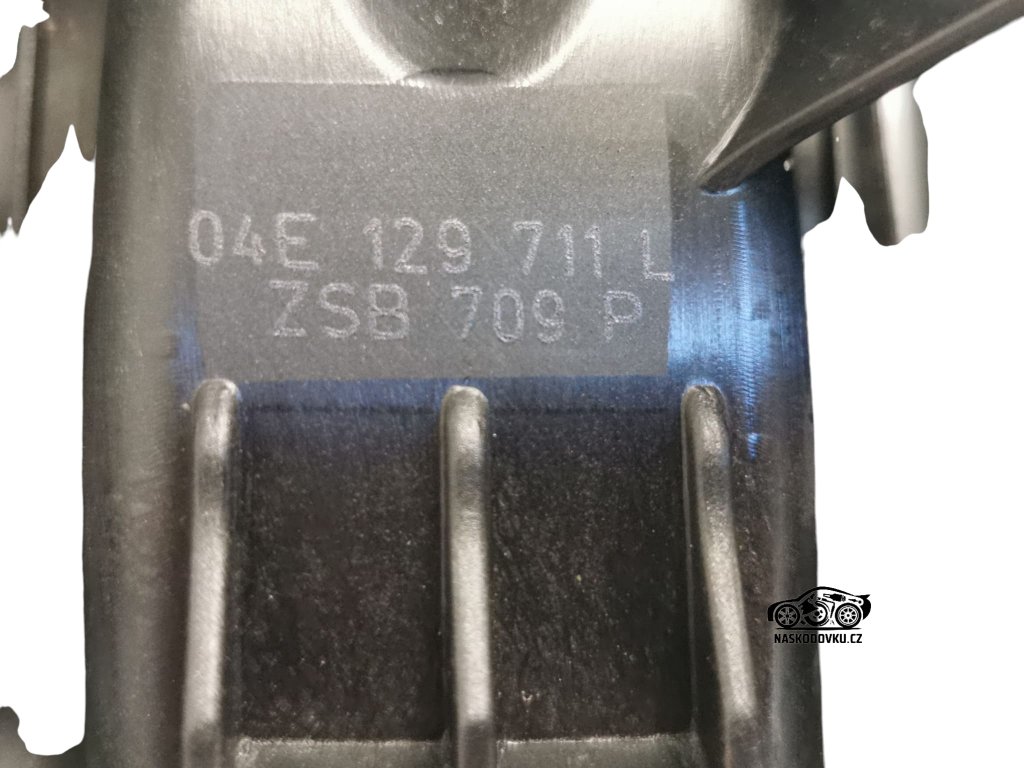 04E 129 711 L
ZSB 709 P
NASKODOVKU.CZ